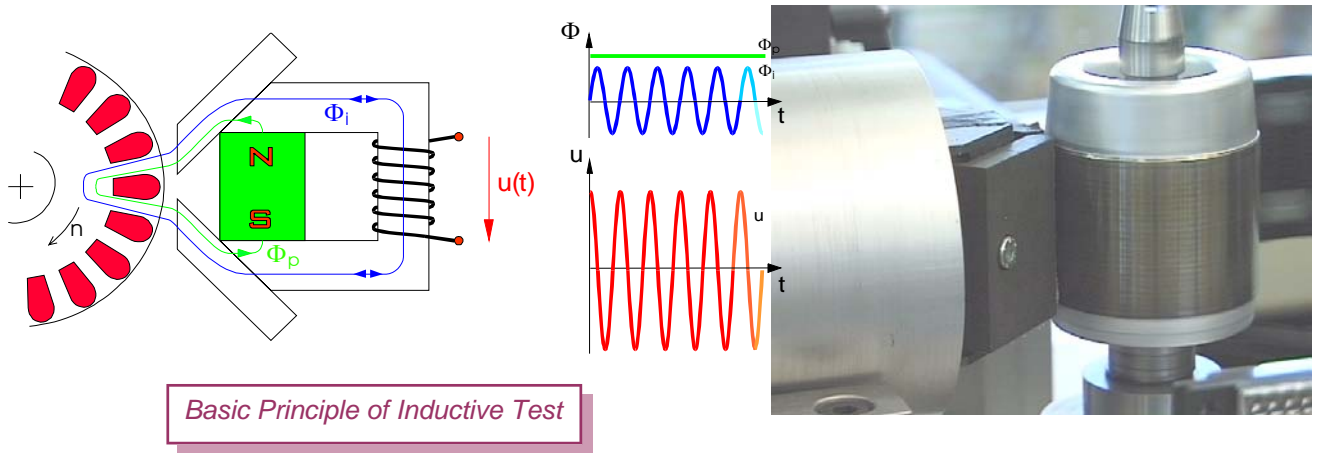 Φi
N
S
Φp
n
u(t)
Φ
Φp
Φi
t
u
u
t
Basic Principle of Inductive Test